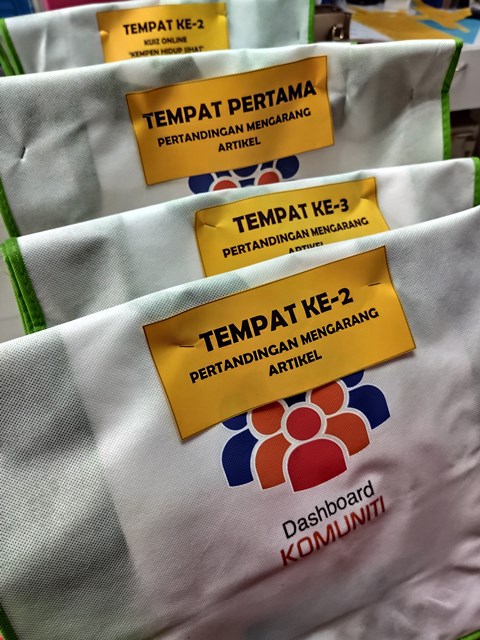 TEMPAT KE-2
KUIZ ONLINE
"KEMPEN HIDUP SIHAT"
TEMPAT PERTAMA
PERTANDINGAN MENGARANG
ARTIKEL
TEMPAT KE-3
PERTANDINGAN MENGARANG
ARTIKEL
TEMPAT KE-2
PERTANDINGAN MENGARANG
ARTIKEL
Dashboard
KOMUNITI